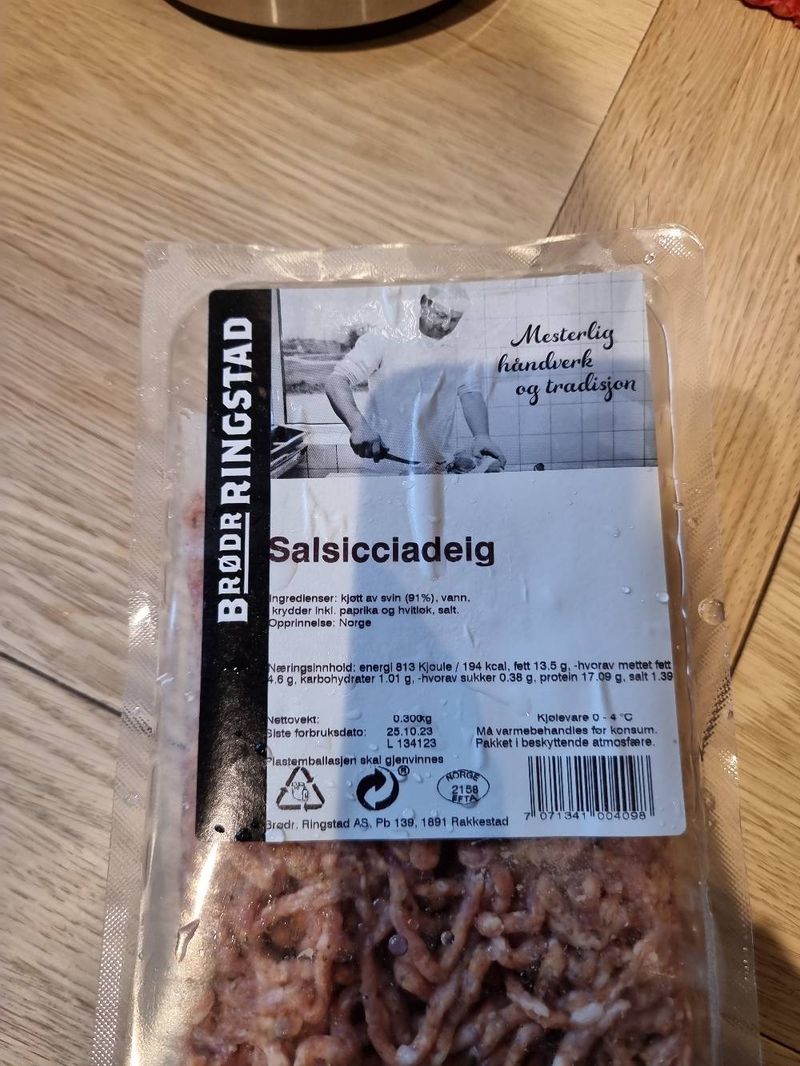 Mesterlig
håndverk
og tradisjon
BRØDR RINGSTAD
Salsicciadeig
Ingredienser: kjøtt av svin (91%), vann,
krydder inkl. paprika og hvitløk, salt.
Opprinnelse: Norge
Næringsinnhold: energi 813 Kjoule / 194 kcal, fett 13.5 g, -hvorav mettet fett
4.6 g, karbohydrater 1.01 g, -hvorav sukker 0.38 g, protein 17.09 g, salt 1.39
Nettovekt: 0.300kg
Siste forbruksdato: 25.10.23
L 134123
Kjølevare 0 - 4 °C
Må varmebehandles før konsum.
Pakket i beskyttende atmosfære.
Plastemballasjen skal gjenvinnes
®
NORGE
2158
EFTA
7 071341 004098
Brødr. Ringstad AS, Pb 139, 1891 Rakkestad